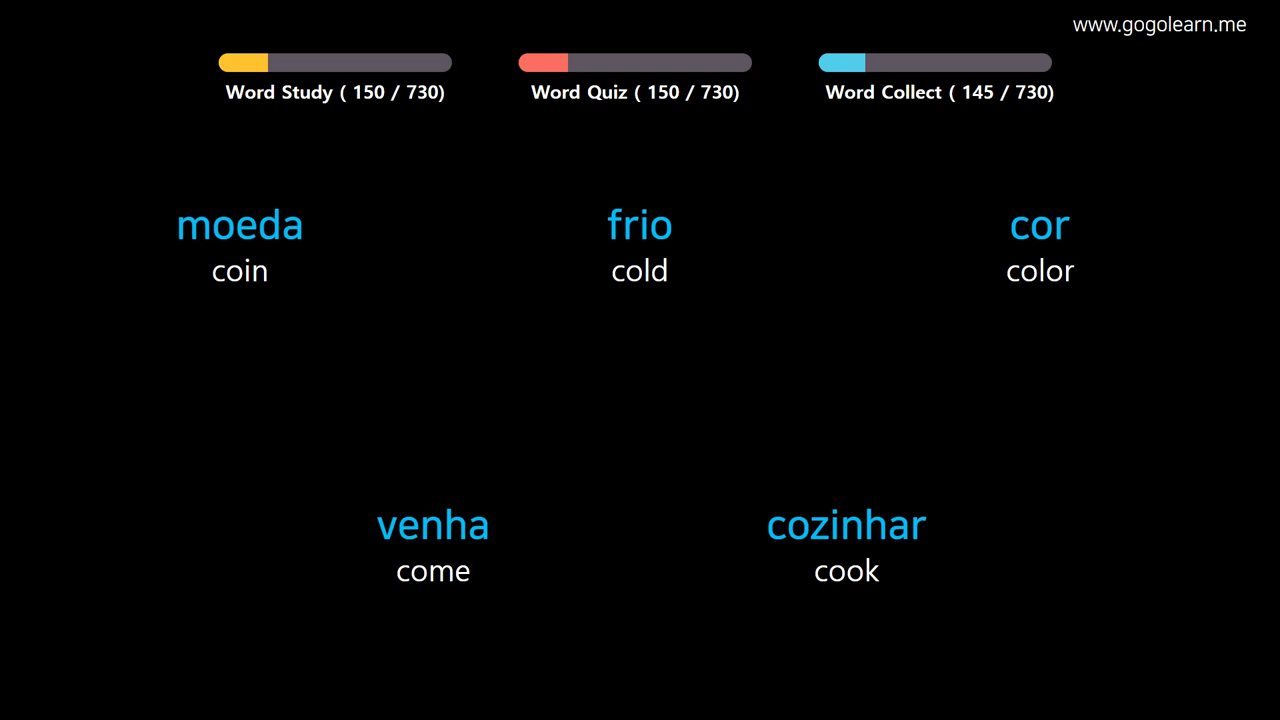 www.gogolearn.me
Word Study ( 150 / 730)
Word Quiz ( 150 / 730)
Word Collect ( 145 / 730)
moeda
coin
frio
cold
cor
color
venha
come
cozinhar
cook